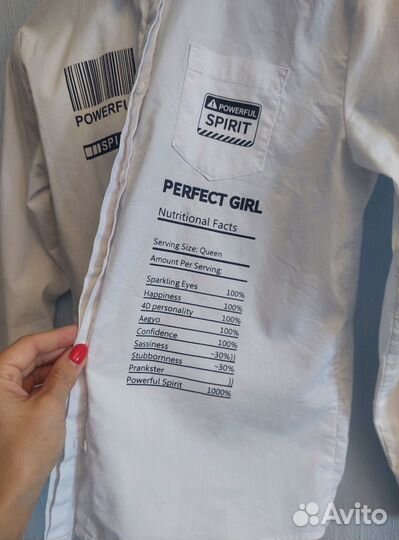 POWERFUL
SPIRIT
POWERFUL
SPIRIT
PERFECT GIRL
Nutritional Facts
Serving Size: Queen
Amount Per Serving:
Sparkling Eyes 100%
Happiness 100%
4D personality 100%
Aegyo 100%
Confidence 100%
Sassiness ~30%))
Stubbornness ~30%
Prankster ))
Powerful Spirit 1000%
Avito